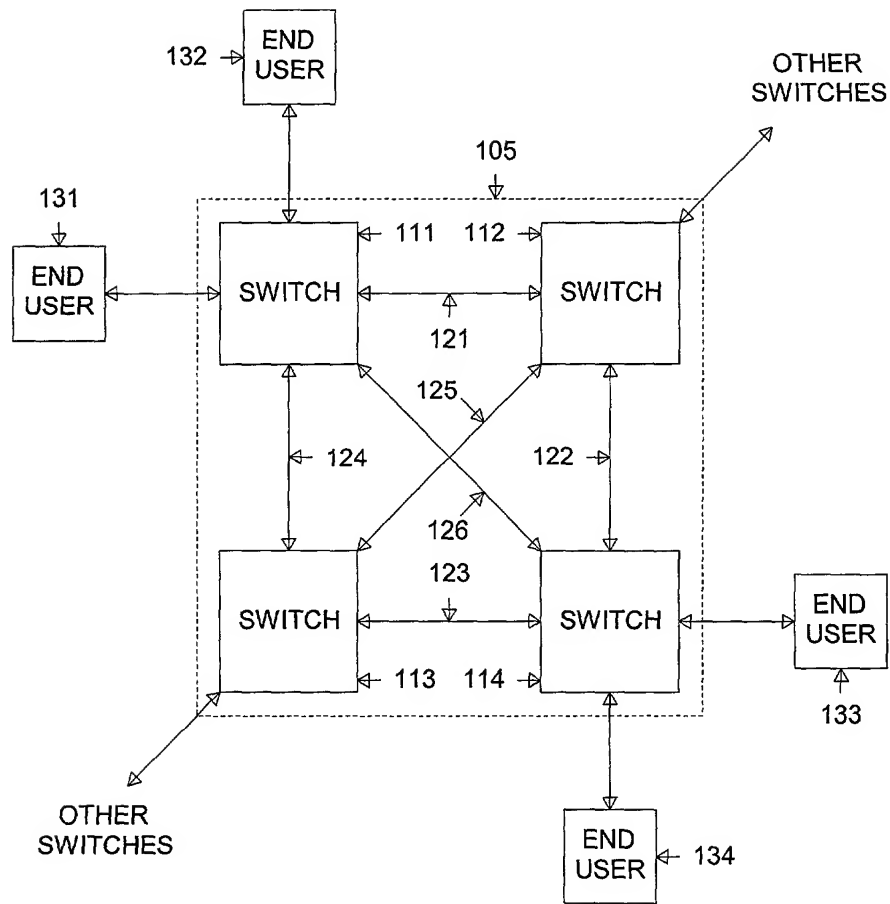 132
END
USER
OTHER
SWITCHES
105
131
END
USER
111
112
SWITCH
SWITCH
121
125
124
122
126
123
SWITCH
SWITCH
END
USER
113
114
133
OTHER
SWITCHES
END
USER
134